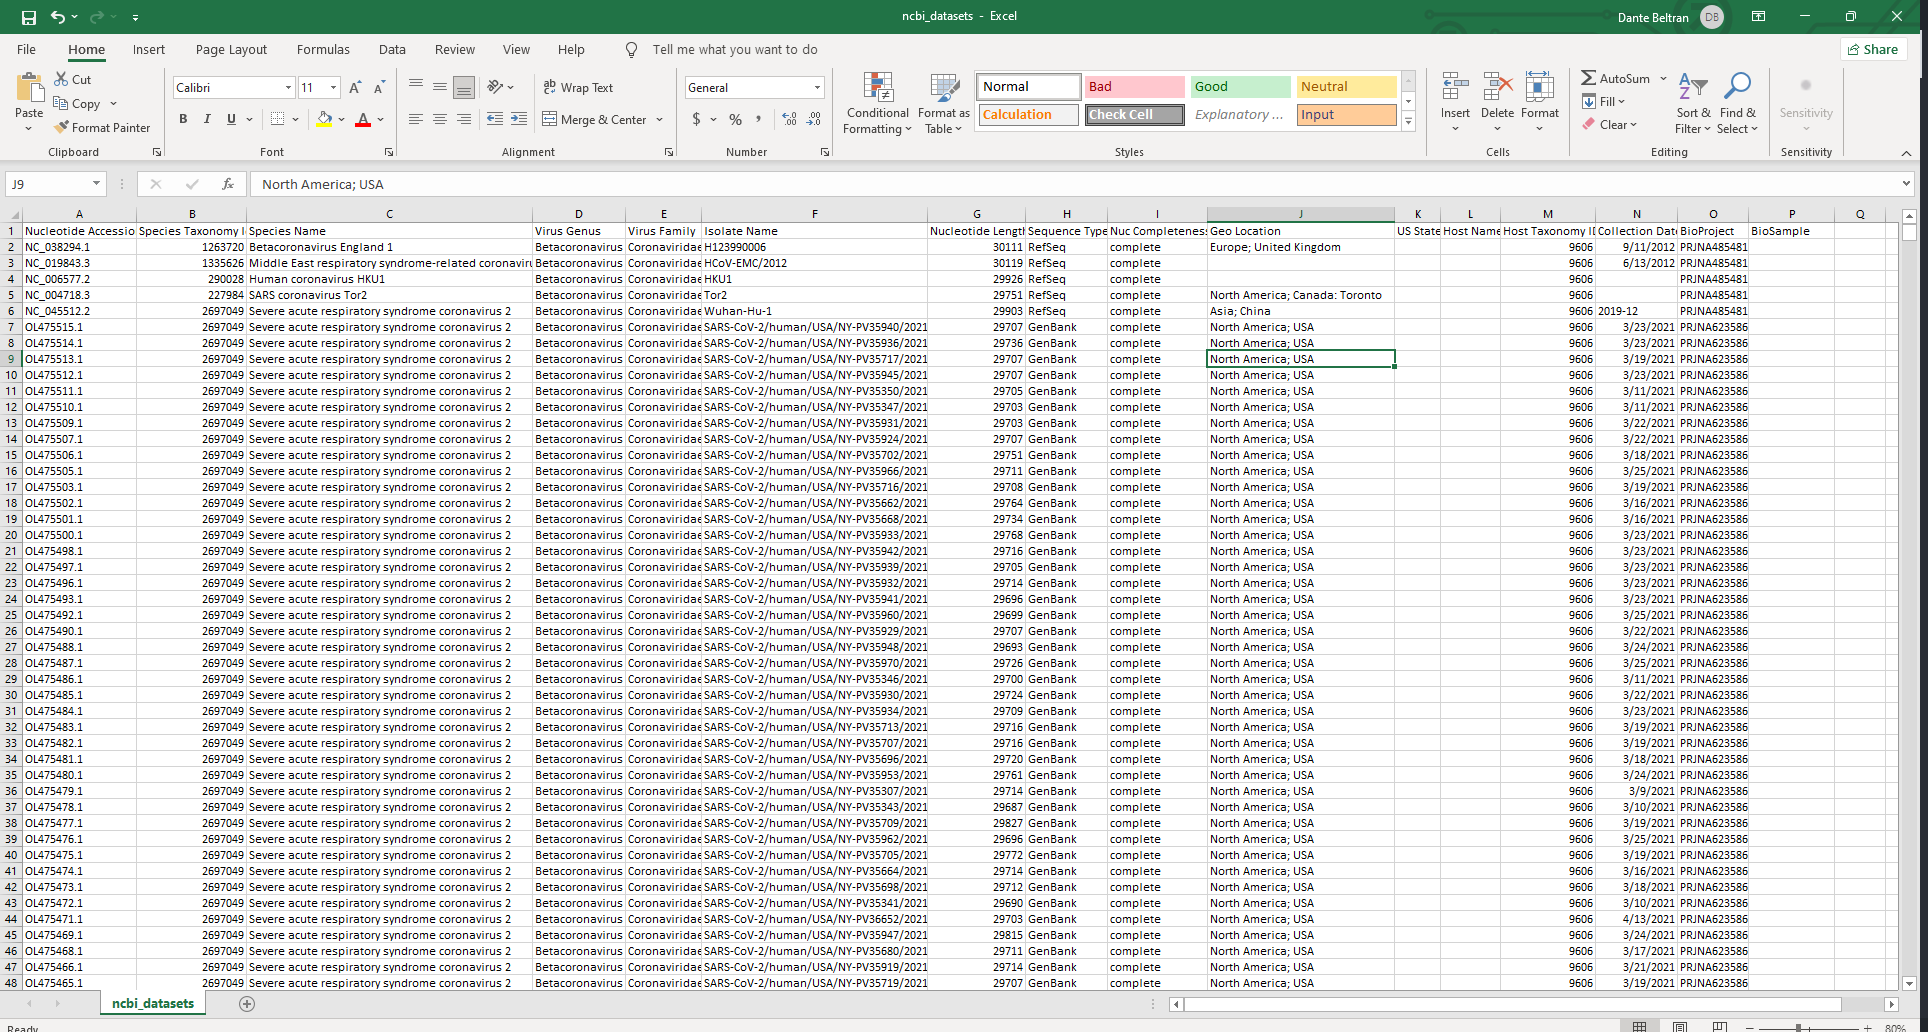 ncbi_datasets - Excel
Dante Beltran DB
File Home Insert Page Layout Formulas Data Review View Help Tell me what you want to do Share
Paste Cut Copy Format Painter Clipboard
Calibri 11 A A B I U A Font
Wrap Text Merge & Center Alignment
General $ % , Number
Conditional Formatting Format as Table
Normal Bad Good Neutral
Calculation Check Cell Explanatory ... Input
Styles
Insert Delete Format Cells
AutoSum Fill Clear Sort & Filter Find & Select Editing
Sensitivity Sensitivity
J9 fx North America; USA
A B C D E F G H I J K L M N O P Q
1 Nucleotide Accessio Species Taxonomy I Species Name Virus Genus Virus Family Isolate Name Nucleotide Lengt Sequence Type Nuc Completeness Geo Location US State Host Name Host Taxonomy ID Collection Date BioProject BioSample
2 NC_038294.1 1263720 Betacoronavirus England 1 Betacoronavirus Coronaviridae H123990006 30111 RefSeq complete Europe; United Kingdom 9606 9/11/2012 PRJNA485481
3 NC_019843.3 1335626 Middle East respiratory syndrome-related coronaviru Betacoronavirus Coronaviridae HCoV-EMC/2012 30119 RefSeq complete 9606 6/13/2012 PRJNA485481
4 NC_006577.2 290028 Human coronavirus HKU1 Betacoronavirus Coronaviridae HKU1 29926 RefSeq complete 9606 PRJNA485481
5 NC_004718.3 227984 SARS coronavirus Tor2 Betacoronavirus Coronaviridae Tor2 29751 RefSeq complete North America; Canada: Toronto 9606 PRJNA485481
6 NC_045512.2 2697049 Severe acute respiratory syndrome coronavirus 2 Betacoronavirus Coronaviridae Wuhan-Hu-1 29903 RefSeq complete Asia; China 9606 2019-12 PRJNA485481
7 OL475515.1 2697049 Severe acute respiratory syndrome coronavirus 2 Betacoronavirus Coronaviridae SARS-CoV-2/human/USA/NY-PV35940/2021 29707 GenBank complete North America; USA 9606 3/23/2021 PRJNA623586
8 OL475514.1 2697049 Severe acute respiratory syndrome coronavirus 2 Betacoronavirus Coronaviridae SARS-CoV-2/human/USA/NY-PV35936/2021 29736 GenBank complete North America; USA 9606 3/23/2021 PRJNA623586
9 OL475513.1 2697049 Severe acute respiratory syndrome coronavirus 2 Betacoronavirus Coronaviridae SARS-CoV-2/human/USA/NY-PV35717/2021 29707 GenBank complete North America; USA 9606 3/19/2021 PRJNA623586
10 OL475512.1 2697049 Severe acute respiratory syndrome coronavirus 2 Betacoronavirus Coronaviridae SARS-CoV-2/human/USA/NY-PV35945/2021 29707 GenBank complete North America; USA 9606 3/23/2021 PRJNA623586
11 OL475511.1 2697049 Severe acute respiratory syndrome coronavirus 2 Betacoronavirus Coronaviridae SARS-CoV-2/human/USA/NY-PV35350/2021 29705 GenBank complete North America; USA 9606 3/11/2021 PRJNA623586
12 OL475510.1 2697049 Severe acute respiratory syndrome coronavirus 2 Betacoronavirus Coronaviridae SARS-CoV-2/human/USA/NY-PV35347/2021 29703 GenBank complete North America; USA 9606 3/11/2021 PRJNA623586
13 OL475509.1 2697049 Severe acute respiratory syndrome coronavirus 2 Betacoronavirus Coronaviridae SARS-CoV-2/human/USA/NY-PV35931/2021 29703 GenBank complete North America; USA 9606 3/22/2021 PRJNA623586
14 OL475507.1 2697049 Severe acute respiratory syndrome coronavirus 2 Betacoronavirus Coronaviridae SARS-CoV-2/human/USA/NY-PV35924/2021 29707 GenBank complete North America; USA 9606 3/22/2021 PRJNA623586
15 OL475506.1 2697049 Severe acute respiratory syndrome coronavirus 2 Betacoronavirus Coronaviridae SARS-CoV-2/human/USA/NY-PV35702/2021 29751 GenBank complete North America; USA 9606 3/18/2021 PRJNA623586
16 OL475505.1 2697049 Severe acute respiratory syndrome coronavirus 2 Betacoronavirus Coronaviridae SARS-CoV-2/human/USA/NY-PV35966/2021 29711 GenBank complete North America; USA 9606 3/25/2021 PRJNA623586
17 OL475503.1 2697049 Severe acute respiratory syndrome coronavirus 2 Betacoronavirus Coronaviridae SARS-CoV-2/human/USA/NY-PV35716/2021 29708 GenBank complete North America; USA 9606 3/19/2021 PRJNA623586
18 OL475502.1 2697049 Severe acute respiratory syndrome coronavirus 2 Betacoronavirus Coronaviridae SARS-CoV-2/human/USA/NY-PV35662/2021 29764 GenBank complete North America; USA 9606 3/16/2021 PRJNA623586
19 OL475501.1 2697049 Severe acute respiratory syndrome coronavirus 2 Betacoronavirus Coronaviridae SARS-CoV-2/human/USA/NY-PV35668/2021 29734 GenBank complete North America; USA 9606 3/16/2021 PRJNA623586
20 OL475500.1 2697049 Severe acute respiratory syndrome coronavirus 2 Betacoronavirus Coronaviridae SARS-CoV-2/human/USA/NY-PV35933/2021 29768 GenBank complete North America; USA 9606 3/23/2021 PRJNA623586
21 OL475498.1 2697049 Severe acute respiratory syndrome coronavirus 2 Betacoronavirus Coronaviridae SARS-CoV-2/human/USA/NY-PV35942/2021 29716 GenBank complete North America; USA 9606 3/23/2021 PRJNA623586
22 OL475497.1 2697049 Severe acute respiratory syndrome coronavirus 2 Betacoronavirus Coronaviridae SARS-CoV-2/human/USA/NY-PV35939/2021 29705 GenBank complete North America; USA 9606 3/23/2021 PRJNA623586
23 OL475496.1 2697049 Severe acute respiratory syndrome coronavirus 2 Betacoronavirus Coronaviridae SARS-CoV-2/human/USA/NY-PV35932/2021 29714 GenBank complete North America; USA 9606 3/23/2021 PRJNA623586
24 OL475493.1 2697049 Severe acute respiratory syndrome coronavirus 2 Betacoronavirus Coronaviridae SARS-CoV-2/human/USA/NY-PV35941/2021 29696 GenBank complete North America; USA 9606 3/23/2021 PRJNA623586
25 OL475492.1 2697049 Severe acute respiratory syndrome coronavirus 2 Betacoronavirus Coronaviridae SARS-CoV-2/human/USA/NY-PV35960/2021 29699 GenBank complete North America; USA 9606 3/25/2021 PRJNA623586
26 OL475490.1 2697049 Severe acute respiratory syndrome coronavirus 2 Betacoronavirus Coronaviridae SARS-CoV-2/human/USA/NY-PV35929/2021 29707 GenBank complete North America; USA 9606 3/22/2021 PRJNA623586
27 OL475488.1 2697049 Severe acute respiratory syndrome coronavirus 2 Betacoronavirus Coronaviridae SARS-CoV-2/human/USA/NY-PV35948/2021 29693 GenBank complete North America; USA 9606 3/24/2021 PRJNA623586
28 OL475487.1 2697049 Severe acute respiratory syndrome coronavirus 2 Betacoronavirus Coronaviridae SARS-CoV-2/human/USA/NY-PV35970/2021 29726 GenBank complete North America; USA 9606 3/25/2021 PRJNA623586
29 OL475486.1 2697049 Severe acute respiratory syndrome coronavirus 2 Betacoronavirus Coronaviridae SARS-CoV-2/human/USA/NY-PV35346/2021 29700 GenBank complete North America; USA 9606 3/11/2021 PRJNA623586
30 OL475485.1 2697049 Severe acute respiratory syndrome coronavirus 2 Betacoronavirus Coronaviridae SARS-CoV-2/human/USA/NY-PV35930/2021 29724 GenBank complete North America; USA 9606 3/22/2021 PRJNA623586
31 OL475484.1 2697049 Severe acute respiratory syndrome coronavirus 2 Betacoronavirus Coronaviridae SARS-CoV-2/human/USA/NY-PV35934/2021 29709 GenBank complete North America; USA 9606 3/23/2021 PRJNA623586
32 OL475483.1 2697049 Severe acute respiratory syndrome coronavirus 2 Betacoronavirus Coronaviridae SARS-CoV-2/human/USA/NY-PV35713/2021 29716 GenBank complete North America; USA 9606 3/19/2021 PRJNA623586
33 OL475482.1 2697049 Severe acute respiratory syndrome coronavirus 2 Betacoronavirus Coronaviridae SARS-CoV-2/human/USA/NY-PV35707/2021 29716 GenBank complete North America; USA 9606 3/19/2021 PRJNA623586
34 OL475481.1 2697049 Severe acute respiratory syndrome coronavirus 2 Betacoronavirus Coronaviridae SARS-CoV-2/human/USA/NY-PV35696/2021 29720 GenBank complete North America; USA 9606 3/18/2021 PRJNA623586
35 OL475480.1 2697049 Severe acute respiratory syndrome coronavirus 2 Betacoronavirus Coronaviridae SARS-CoV-2/human/USA/NY-PV35953/2021 29761 GenBank complete North America; USA 9606 3/24/2021 PRJNA623586
36 OL475479.1 2697049 Severe acute respiratory syndrome coronavirus 2 Betacoronavirus Coronaviridae SARS-CoV-2/human/USA/NY-PV35307/2021 29714 GenBank complete North America; USA 9606 3/9/2021 PRJNA623586
37 OL475478.1 2697049 Severe acute respiratory syndrome coronavirus 2 Betacoronavirus Coronaviridae SARS-CoV-2/human/USA/NY-PV35343/2021 29687 GenBank complete North America; USA 9606 3/10/2021 PRJNA623586
38 OL475477.1 2697049 Severe acute respiratory syndrome coronavirus 2 Betacoronavirus Coronaviridae SARS-CoV-2/human/USA/NY-PV35709/2021 29827 GenBank complete North America; USA 9606 3/19/2021 PRJNA623586
39 OL475476.1 2697049 Severe acute respiratory syndrome coronavirus 2 Betacoronavirus Coronaviridae SARS-CoV-2/human/USA/NY-PV35962/2021 29696 GenBank complete North America; USA 9606 3/25/2021 PRJNA623586
40 OL475475.1 2697049 Severe acute respiratory syndrome coronavirus 2 Betacoronavirus Coronaviridae SARS-CoV-2/human/USA/NY-PV35705/2021 29772 GenBank complete North America; USA 9606 3/19/2021 PRJNA623586
41 OL475474.1 2697049 Severe acute respiratory syndrome coronavirus 2 Betacoronavirus Coronaviridae SARS-CoV-2/human/USA/NY-PV35664/2021 29714 GenBank complete North America; USA 9606 3/16/2021 PRJNA623586
42 OL475473.1 2697049 Severe acute respiratory syndrome coronavirus 2 Betacoronavirus Coronaviridae SARS-CoV-2/human/USA/NY-PV35698/2021 29712 GenBank complete North America; USA 9606 3/18/2021 PRJNA623586
43 OL475472.1 2697049 Severe acute respiratory syndrome coronavirus 2 Betacoronavirus Coronaviridae SARS-CoV-2/human/USA/NY-PV35341/2021 29690 GenBank complete North America; USA 9606 3/10/2021 PRJNA623586
44 OL475471.1 2697049 Severe acute respiratory syndrome coronavirus 2 Betacoronavirus Coronaviridae SARS-CoV-2/human/USA/NY-PV36652/2021 29703 GenBank complete North America; USA 9606 4/13/2021 PRJNA623586
45 OL475469.1 2697049 Severe acute respiratory syndrome coronavirus 2 Betacoronavirus Coronaviridae SARS-CoV-2/human/USA/NY-PV35947/2021 29815 GenBank complete North America; USA 9606 3/24/2021 PRJNA623586
46 OL475468.1 2697049 Severe acute respiratory syndrome coronavirus 2 Betacoronavirus Coronaviridae SARS-CoV-2/human/USA/NY-PV35680/2021 29711 GenBank complete North America; USA 9606 3/17/2021 PRJNA623586
47 OL475466.1 2697049 Severe acute respiratory syndrome coronavirus 2 Betacoronavirus Coronaviridae SARS-CoV-2/human/USA/NY-PV35919/2021 29714 GenBank complete North America; USA 9606 3/21/2021 PRJNA623586
48 OL475465.1 2697049 Severe acute respiratory syndrome coronavirus 2 Betacoronavirus Coronaviridae SARS-CoV-2/human/USA/NY-PV35719/2021 29707 GenBank complete North America; USA 9606 3/19/2021 PRJNA623586
ncbi_datasets
Ready 80%